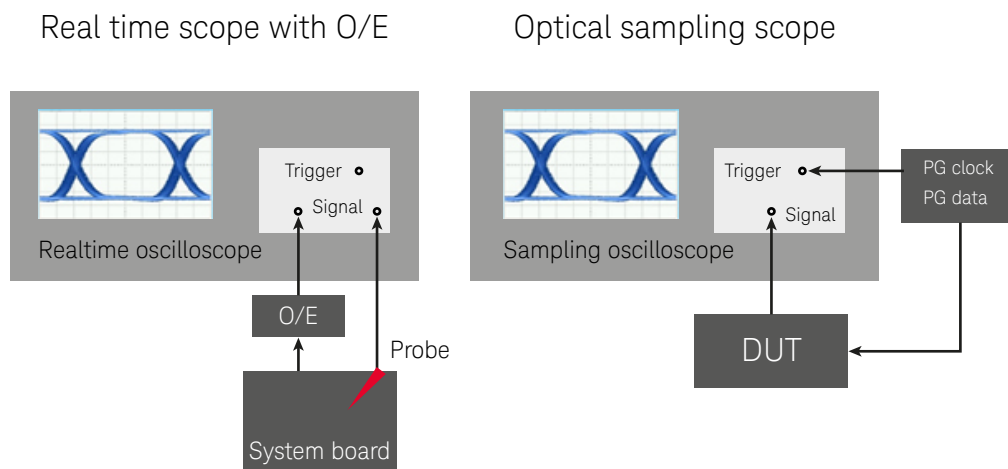 Real time scope with O/E
Trigger
Signal
Realtime oscilloscope
O/E
Probe
System board
Optical sampling scope
Trigger
Signal
Sampling oscilloscope
PG clock
PG data
DUT